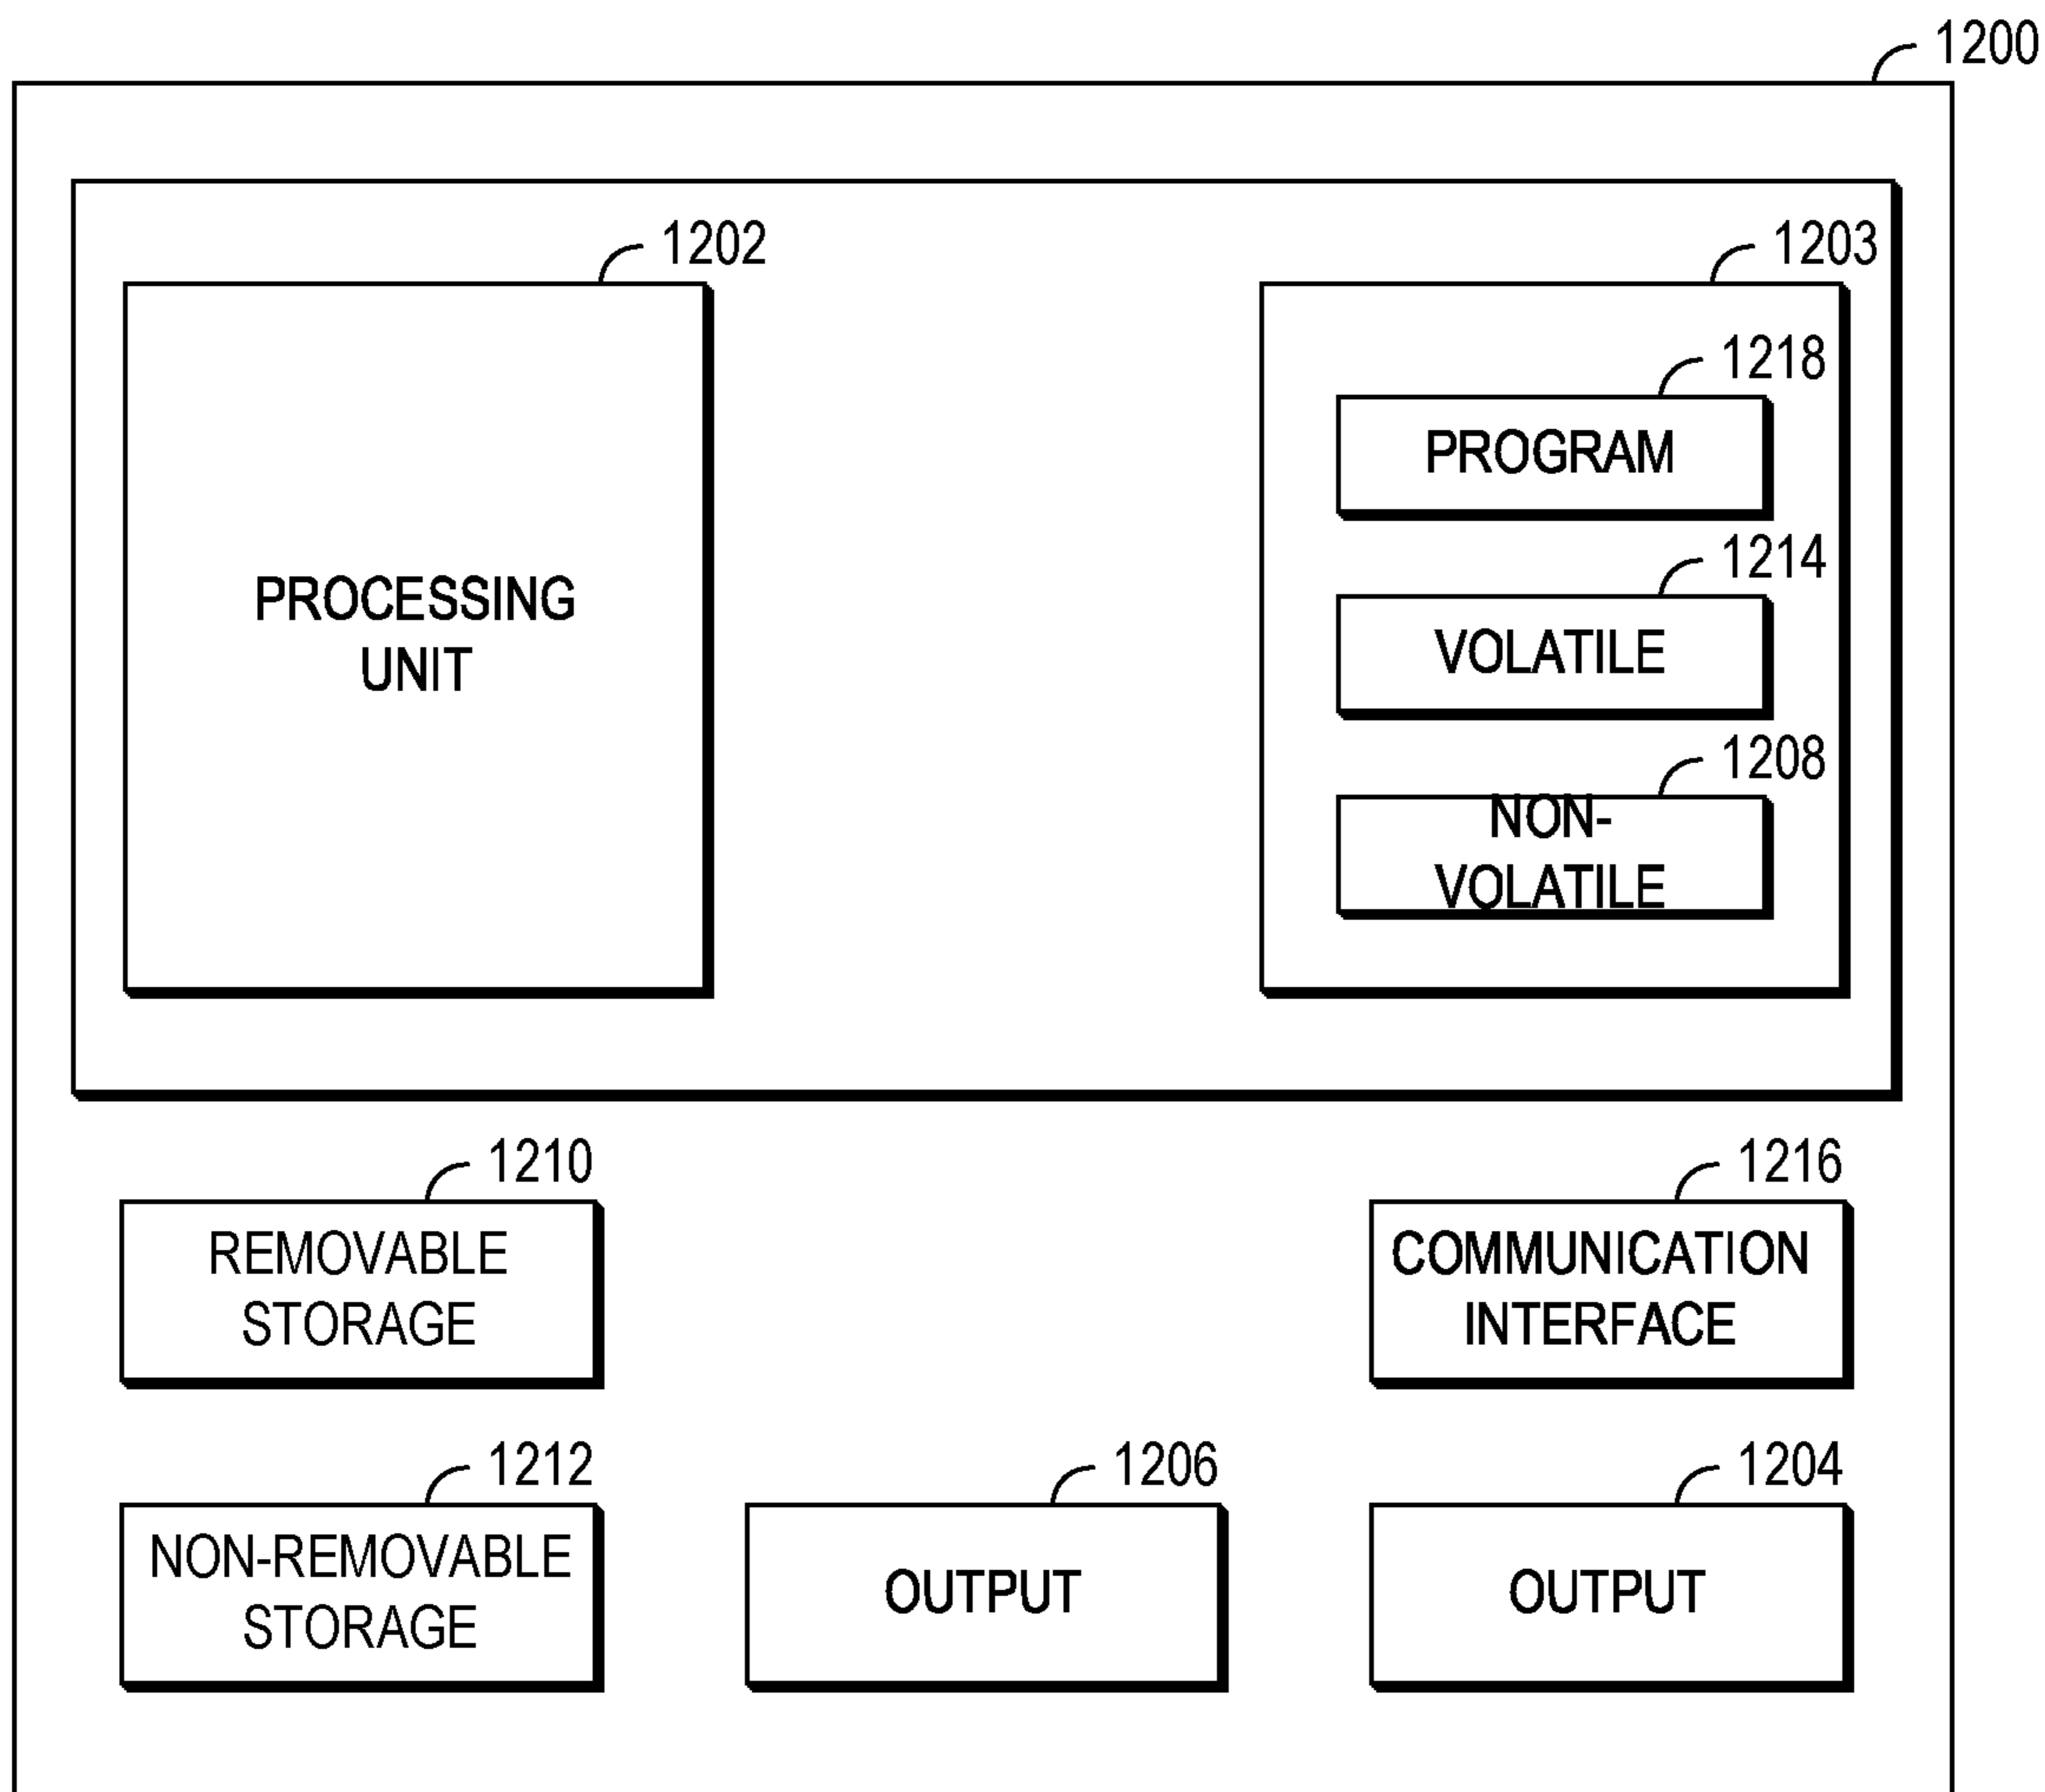 1200
1202
1203
1218
PROGRAM
1214
PROCESSING
UNIT
VOLATILE
1208
NON-
VOLATILE
1210
1216
REMOVABLE
STORAGE
COMMUNICATION
INTERFACE
1212
1206
1204
NON-REMOVABLE
STORAGE
OUTPUT
OUTPUT